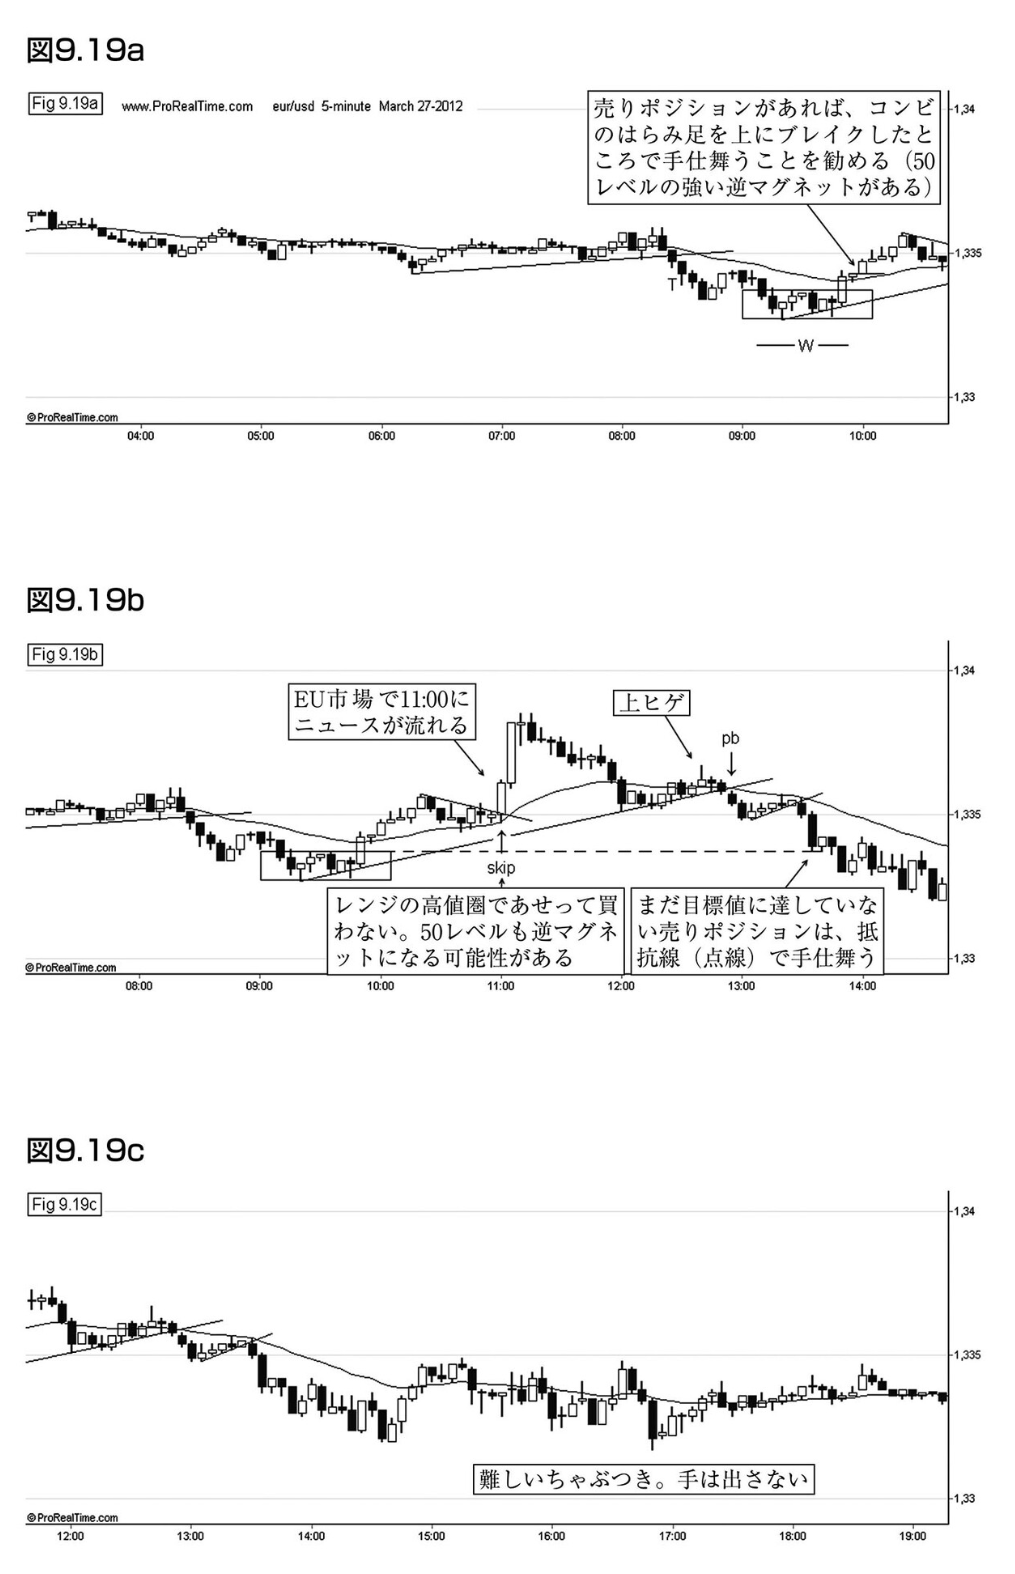 図9.19a
Fig 9.19a www.ProRealTime.com eur/usd 5-minute March 27-2012
売りポジションがあれば、コンビ
のはらみ足を上にブレイクしたと
ころで手仕舞うことを勧める（50
レベルの強い逆マグネットがある）
1,34
1,335
T
W
1,33
©ProRealTime.com
04:00 05:00 06:00 07:00 08:00 09:00 10:00
図9.19b
Fig 9.19b
1,34
EU市場で11:00に
ニュースが流れる
上ヒゲ
pb
1,335
skip
レンジの高値圏であせって買
わない。50レベルも逆マグネ
ットになる可能性がある
まだ目標値に達していな
い売りポジションは、抵
抗線（点線）で手仕舞う
1,33
©ProRealTime.com
08:00 09:00 10:00 11:00 12:00 13:00 14:00
図9.19c
Fig 9.19c
1,34
1,335
難しいちゃぶつき。手は出さない
1,33
©ProRealTime.com
12:00 13:00 14:00 15:00 16:00 17:00 18:00 19:00